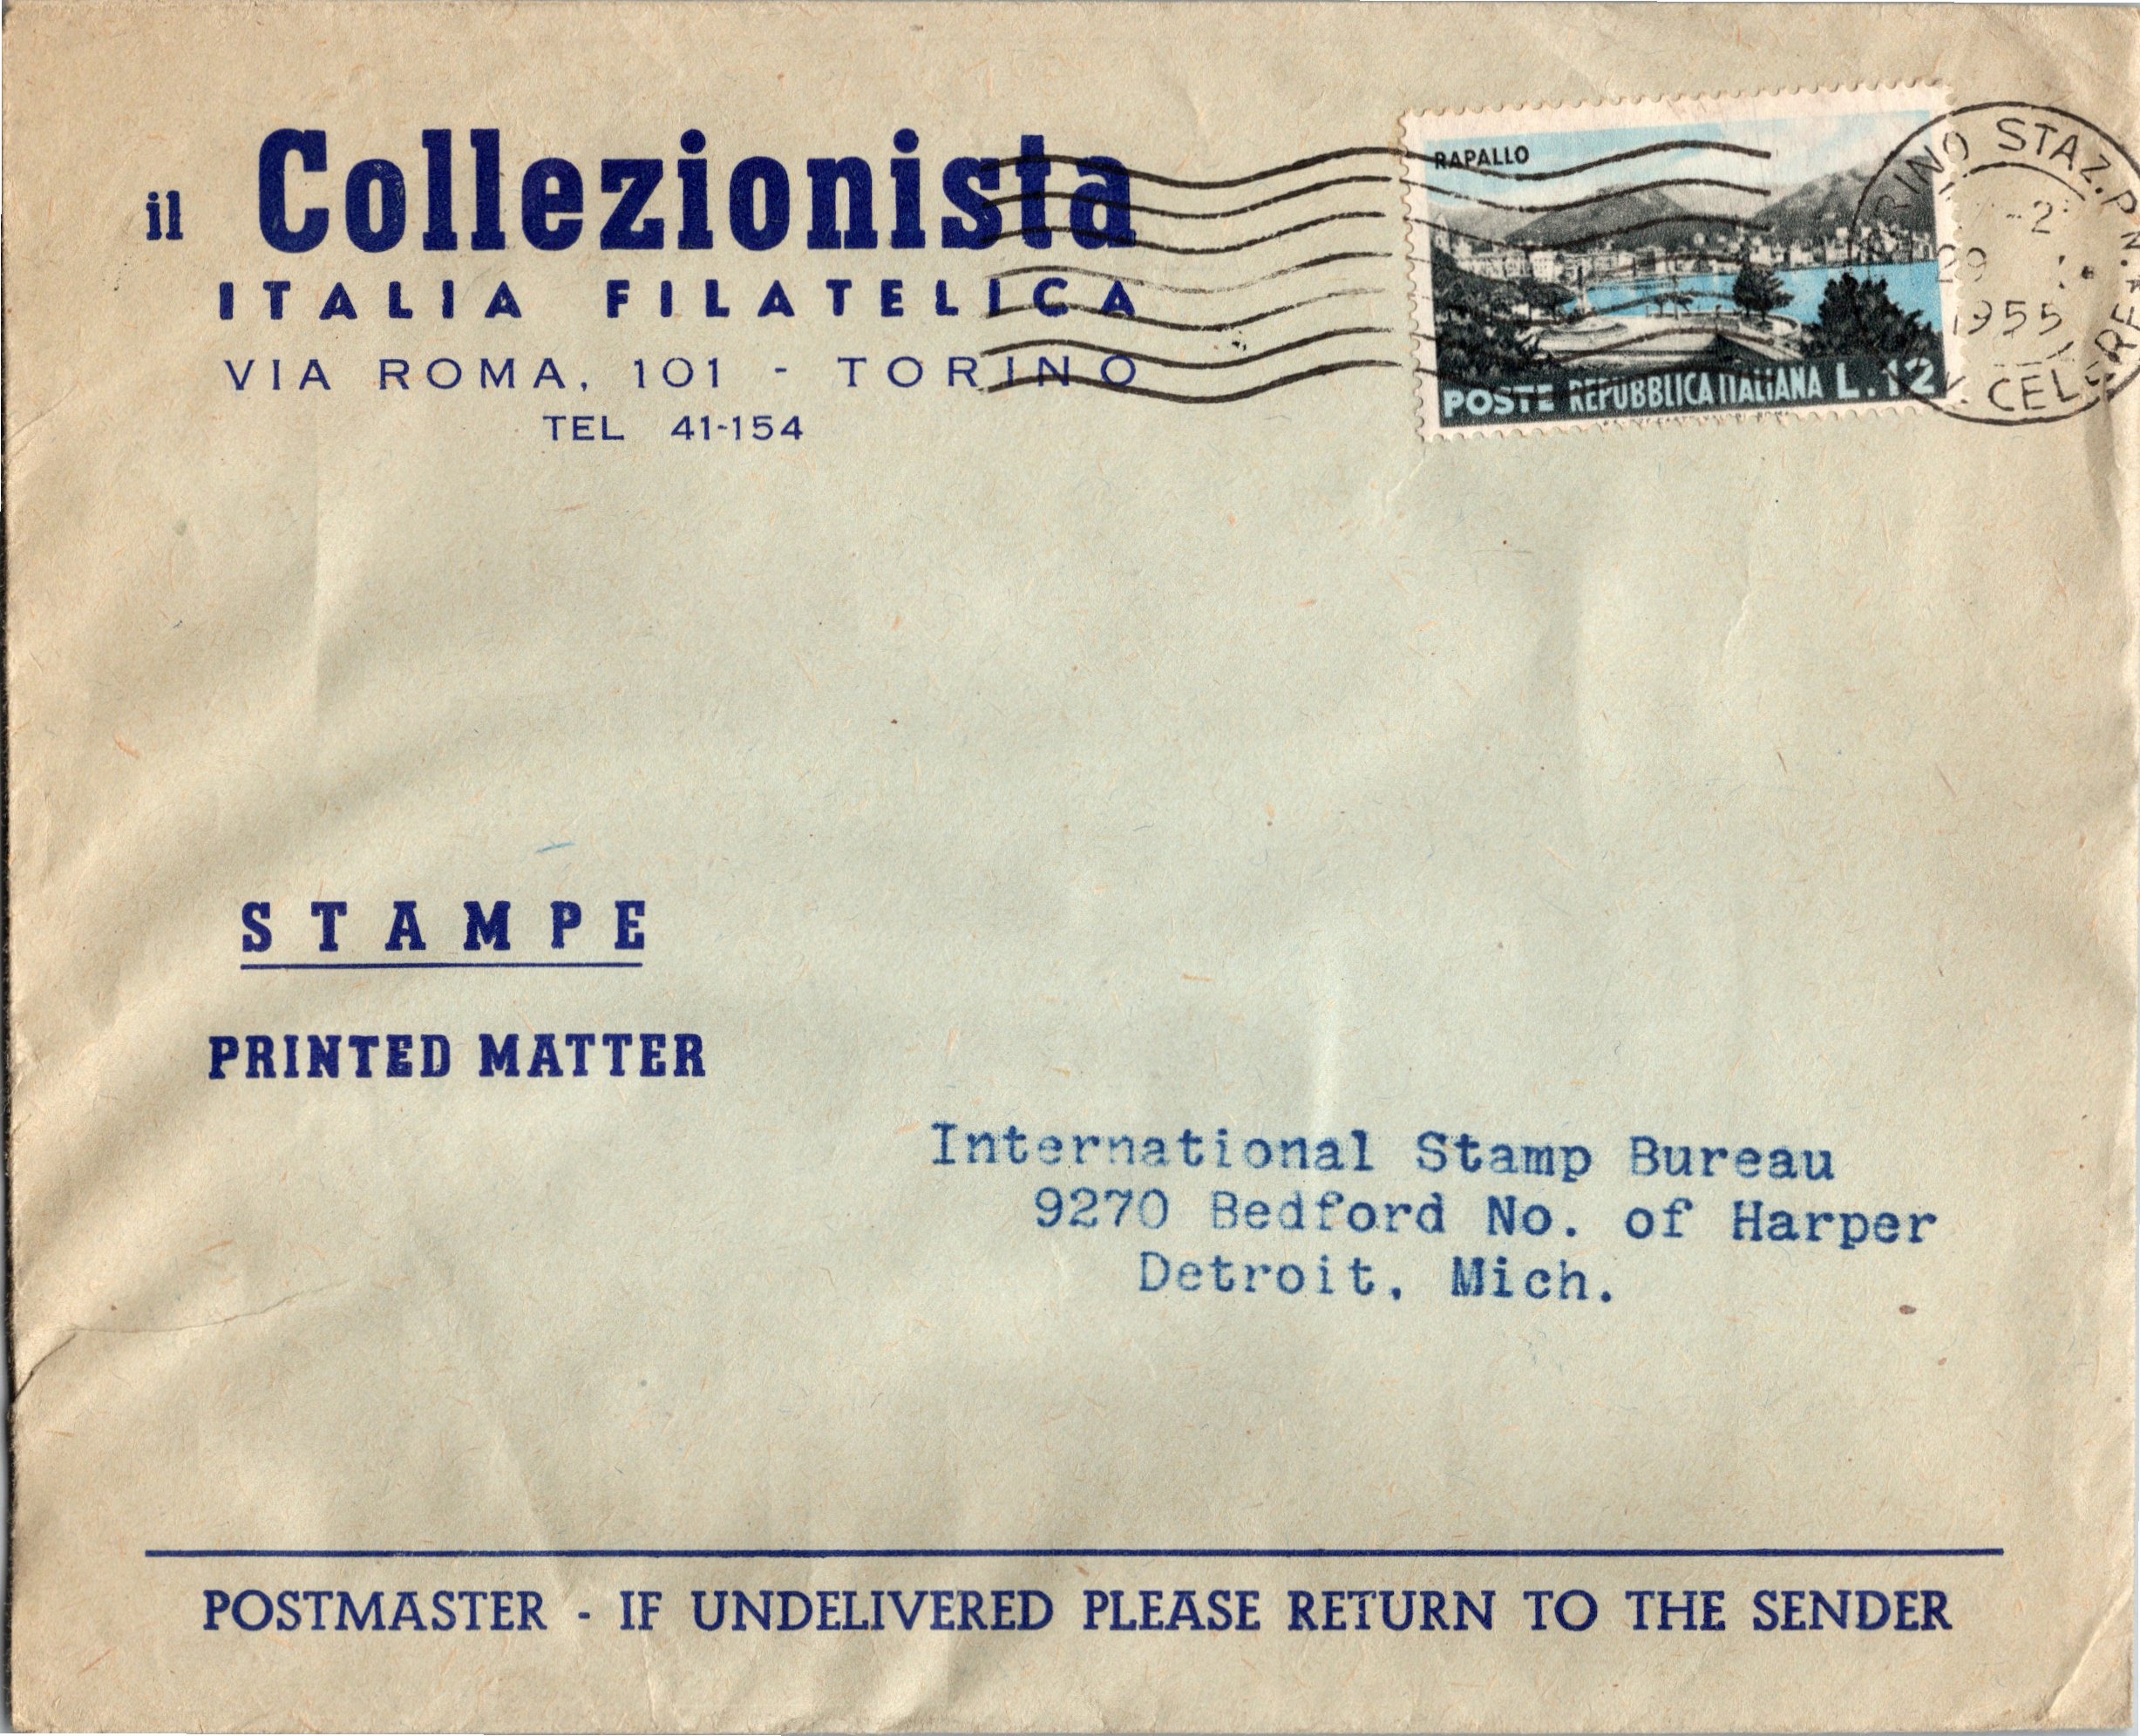 il Collezionista
ITALIA FILATELICA
VIA ROMA, 101 - TORINO
TEL 41-154
RAPALLO
POSTE REPUBBLICA ITALIANA L.12
STAZ.P.N.
29
1955
CELERE
STAMPE
PRINTED MATTER
International Stamp Bureau
9270 Bedford No. of Harper
Detroit, Mich.
POSTMASTER - IF UNDELIVERED PLEASE RETURN TO THE SENDER